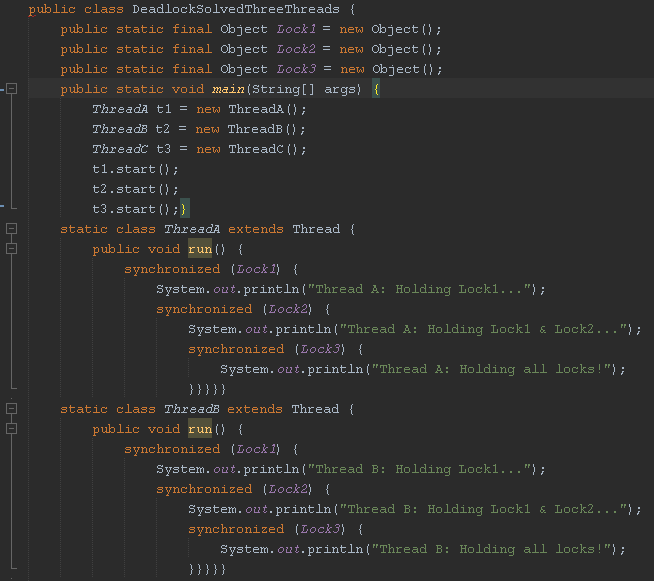 public class DeadlockSolvedThreeThreads {
    public static final Object Lock1 = new Object();
    public static final Object Lock2 = new Object();
    public static final Object Lock3 = new Object();
    public static void main(String[] args) {
        ThreadA t1 = new ThreadA();
        ThreadB t2 = new ThreadB();
        ThreadC t3 = new ThreadC();
        t1.start();
        t2.start();
        t3.start();}
    static class ThreadA extends Thread {
        public void run() {
            synchronized (Lock1) {
                System.out.println("Thread A: Holding Lock1...");
                synchronized (Lock2) {
                    System.out.println("Thread A: Holding Lock1 & Lock2...");
                    synchronized (Lock3) {
                        System.out.println("Thread A: Holding all locks!");
                    }}}}}
    static class ThreadB extends Thread {
        public void run() {
            synchronized (Lock1) {
                System.out.println("Thread B: Holding Lock1...");
                synchronized (Lock2) {
                    System.out.println("Thread B: Holding Lock1 & Lock2...");
                    synchronized (Lock3) {
                        System.out.println("Thread B: Holding all locks!");
                    }}}}}